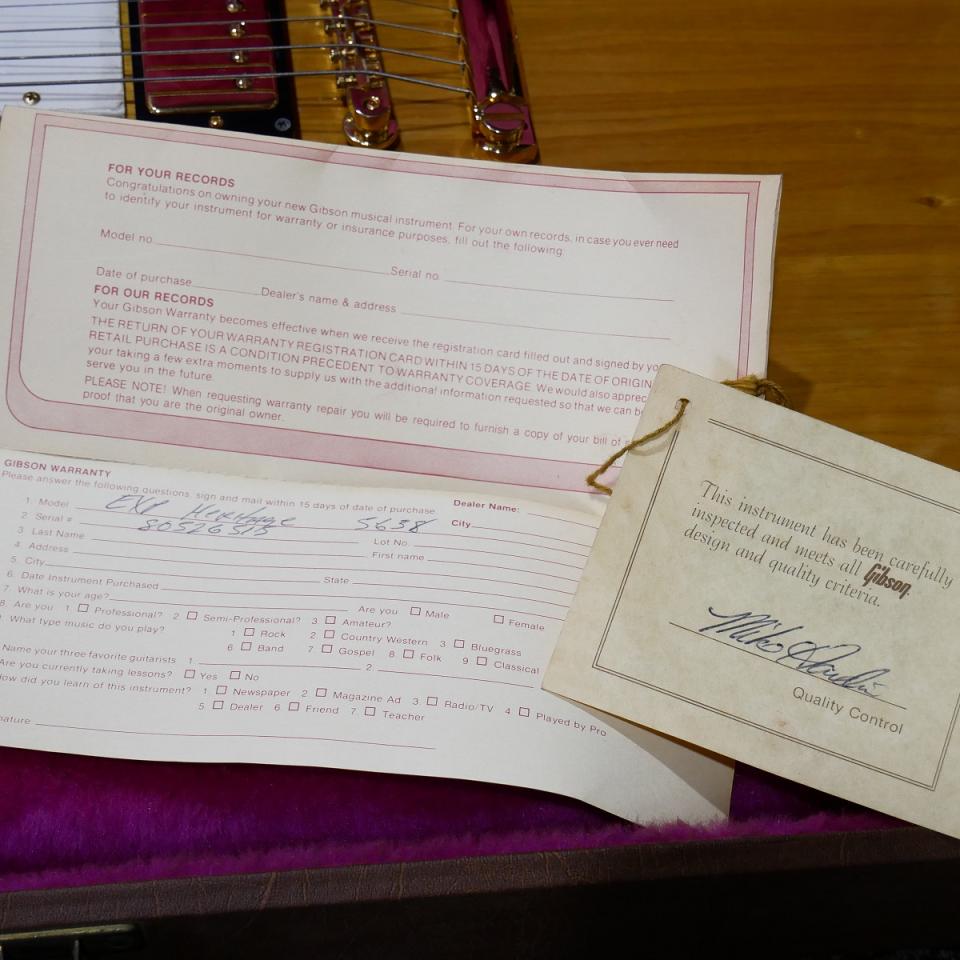 FOR YOUR RECORDS
Congratulations on owning your new Gibson musical instrument. For your own records, in case you ever need
to identify your instrument for warranty or insurance purposes, fill out the following:
Model no. Serial no.
Date of purchase Dealer's name & address
FOR OUR RECORDS
Your Gibson Warranty becomes effective when we receive the registration card filled out and signed by yo
THE RETURN OF YOUR WARRANTY REGISTRATION CARD WITHIN 15 DAYS OF THE DATE OF ORIGIN
RETAIL PURCHASE IS A CONDITION PRECEDENT TO WARRANTY COVERAGE. We would also apprec
your taking a few extra moments to supply us with the additional information requested so that we can be
serve you in the future.
PLEASE NOTE! When requesting warranty repair you will be required to furnish a copy of your bill of s
proof that you are the original owner.
GIBSON WARRANTY
Please answer the following questions, sign and mail within 15 days of date of purchase
1. Model EXP Heritage 5638 Dealer Name:
2 Serial # 80526515 City
3 Last Name Lot No.
4. Address First name
5. City State
6. Date Instrument Purchased
7. What is your age? Are you Male Female
8. Are you 1 Professional? 2 Semi-Professional? 3 Amateur?
What type music do you play? 1 Rock 2 Country Western 3 Bluegrass
6 Band 7 Gospel 8 Folk 9 Classical
Name your three favorite guitarists 1. 2.
Are you currently taking lessons? Yes No
How did you learn of this instrument? 1 Newspaper 2 Magazine Ad 3. Radio/TV 4 Played by Pro
5. Dealer 6 Friend 7. Teacher
nature
This instrument has been carefully
inspected and meets all Gibson
design and quality criteria.
Quality Control